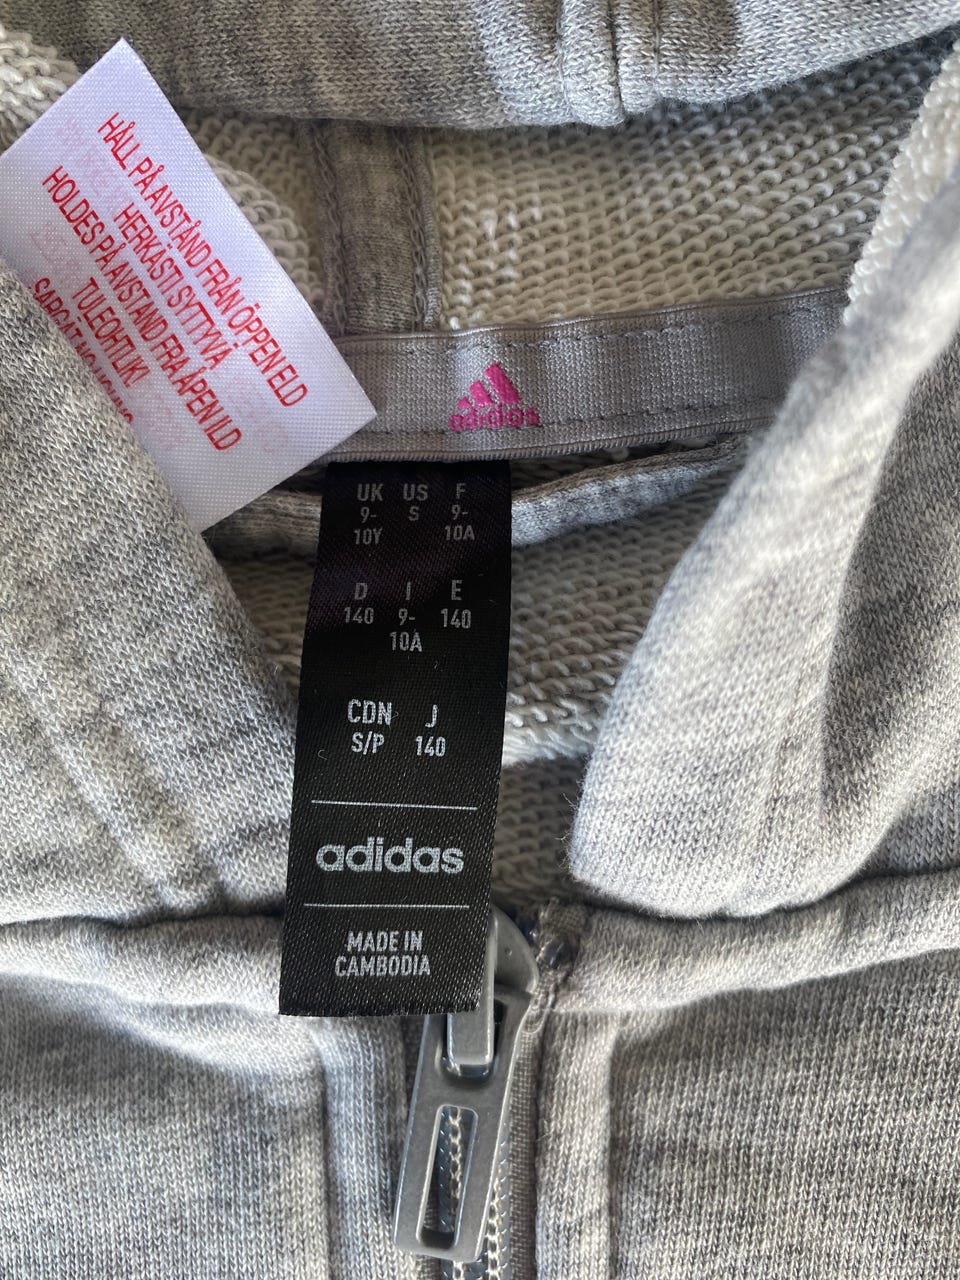 HÅLL PÅ AVSTÅND FRÅN ÖPPEN ELD
HERKÄSTI SYTTYVÄ
HOLDES PÅ AVSTAND FRA ÅPEN ILD
TULEOHTLIK!
adidas
UK US F
9- S 9-
10Y 10A
D I E
140 9- 140
10A
CDN J
S/P 140
adidas
MADE IN
CAMBODIA